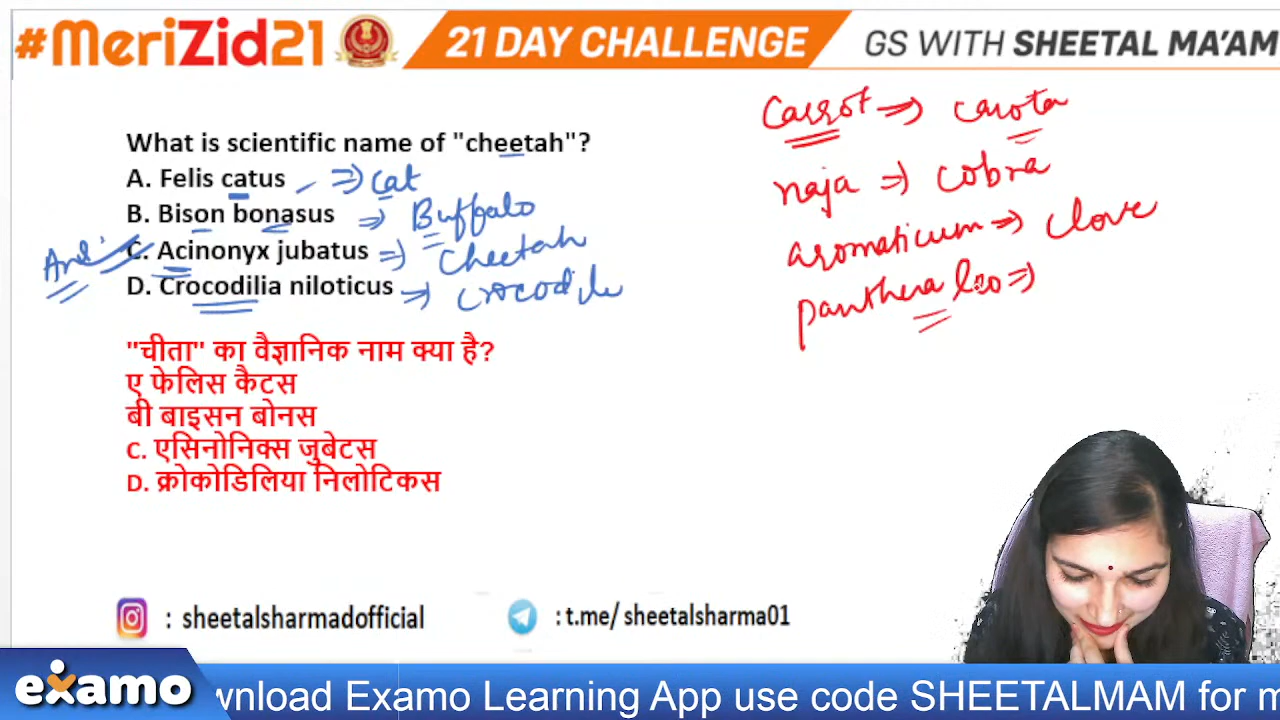 #MeriZid21
21 DAY CHALLENGE
GS WITH SHEETAL MA'AM
What is scientific name of "cheetah"?
A. Felis catus ⇒ cat
B. Bison bonasus ⇒ Buffalo
Ans: C. Acinonyx jubatus ⇒ Cheetah
D. Crocodilia niloticus ⇒ crocodile
"चीता" का वैज्ञानिक नाम क्या है?
ए फेलिस कैटस
बी बाइसन बोनस
C. एसिनोनिक्स जुबेटस
D. क्रोकोडिलिया निलोटिकस
Carrot ⇒ carota
naja ⇒ cobra
aromaticum ⇒ clove
panthera leo ⇒
: sheetalsharmadofficial
: t.me/ sheetalsharma01
examo
wnload Examo Learning App use code SHEETALMAM for m